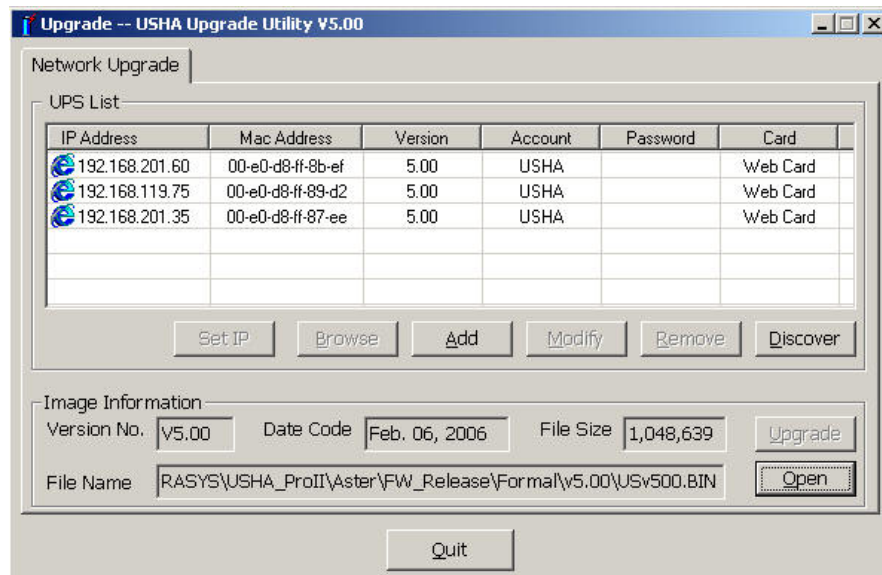 Upgrade -- USHA Upgrade Utility V5.00
Network Upgrade
UPS List
IP Address Mac Address Version Account Password Card
192.168.201.60 00-e0-d8-ff-8b-ef 5.00 USHA Web Card
192.168.119.75 00-e0-d8-ff-89-d2 5.00 USHA Web Card
192.168.201.35 00-e0-d8-ff-87-ee 5.00 USHA Web Card
Set IP Browse Add Modify Remove Discover
Image Information
Version No. V5.00 Date Code Feb. 06, 2006 File Size 1,048,639 Upgrade
File Name RASYS\USHA_ProII\Aster\FW_Release\Formal\v5.00\USv500.BIN Open
Quit